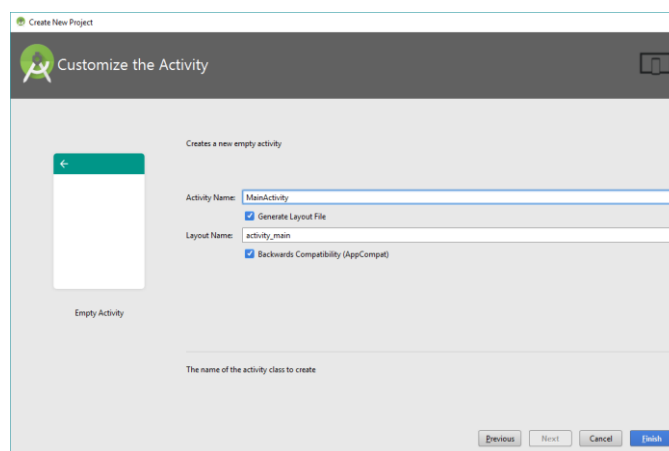 Create New Project
Customize the Activity
Creates a new empty activity
Activity Name: MainActivity
Generate Layout File
Layout Name: activity_main
Backwards Compatibility (AppCompat)
Empty Activity
The name of the activity class to create
Previous Next Cancel Finish